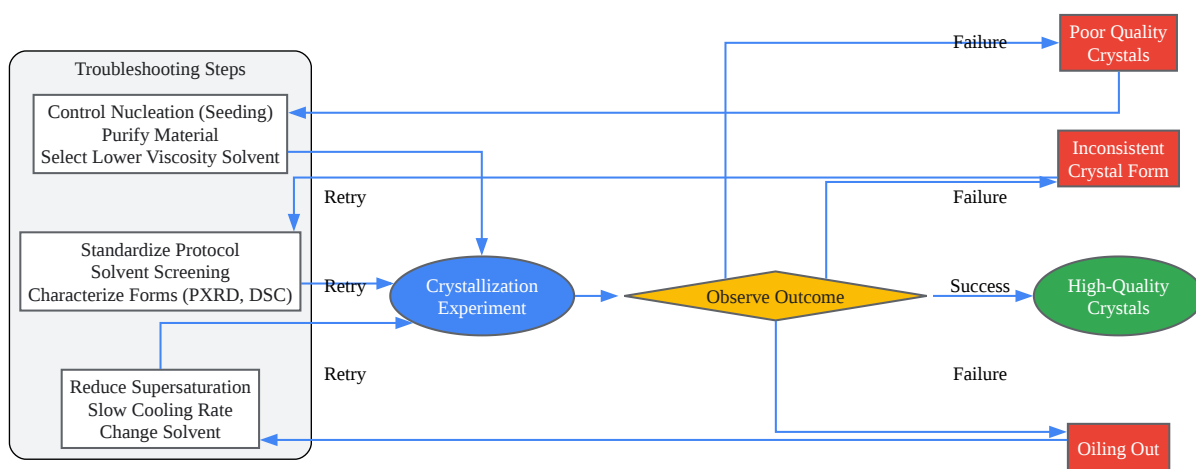 Troubleshooting Steps
Control Nucleation (Seeding)
Purify Material
Select Lower Viscosity Solvent
Standardize Protocol
Solvent Screening
Characterize Forms (PXRD, DSC)
Reduce Supersaturation
Slow Cooling Rate
Change Solvent
Retry
Retry
Retry
Crystallization
Experiment
Observe Outcome
Failure
Failure
Success
Failure
Poor Quality
Crystals
Inconsistent
Crystal Form
High-Quality
Crystals
Oiling Out